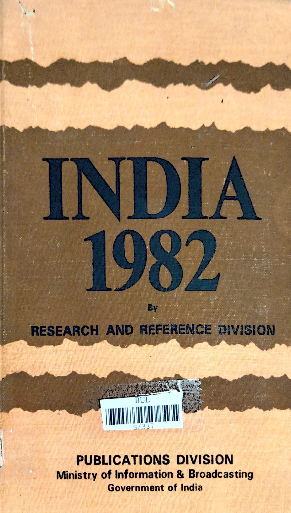 INDIA
1982
By
RESEARCH AND REFERENCE DIVISION
PUBLICATIONS DIVISION
Ministry of Information & Broadcasting
Government of India